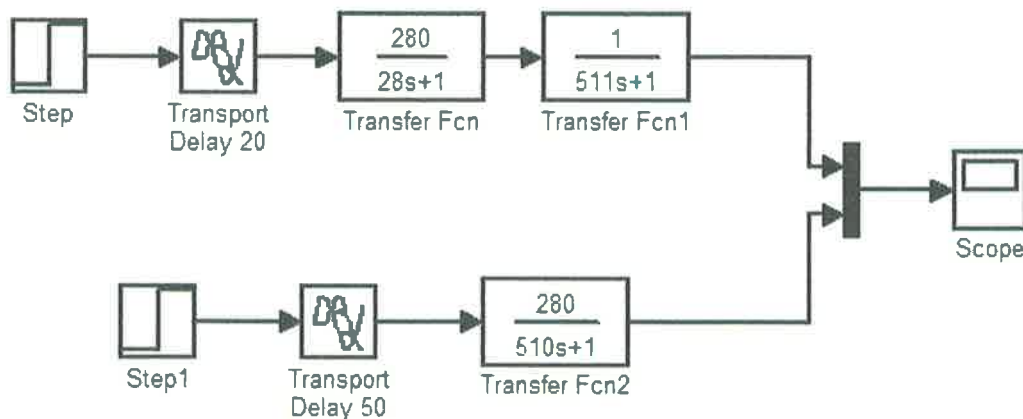 280
28s+1
1
511s+1
Step
Transport
Delay 20
Transfer Fcn
Transfer Fcn1
Scope
280
510s+1
Step1
Transport
Delay 50
Transfer Fcn2